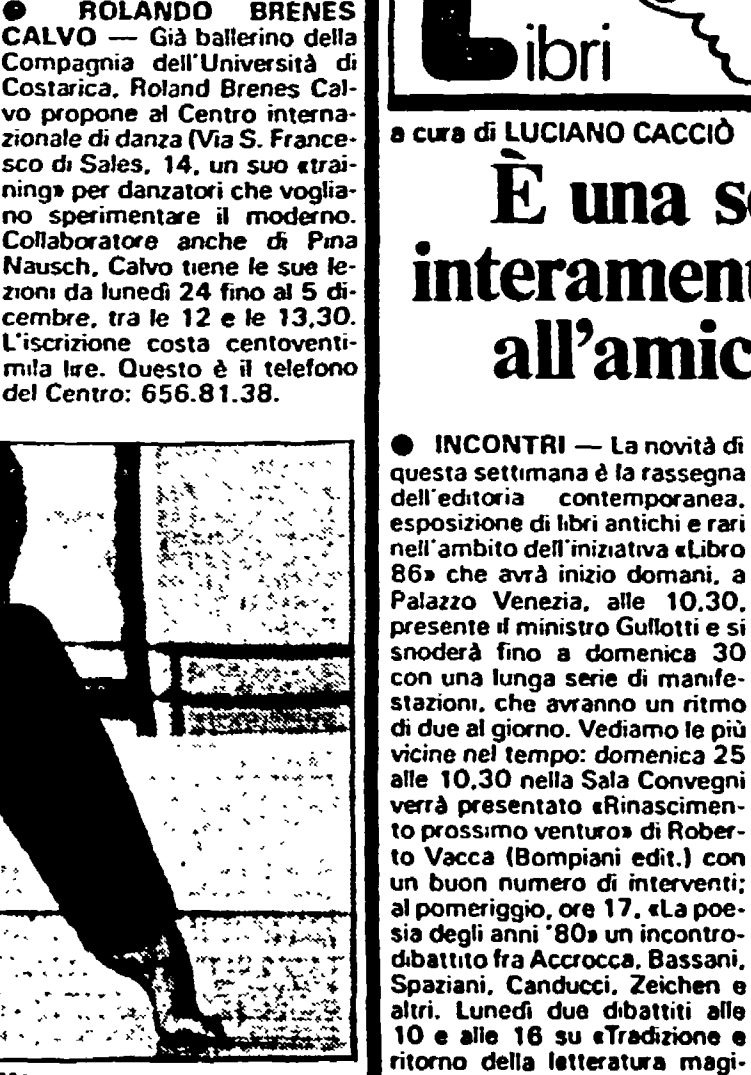 ● ROLANDO BRENES
CALVO — Già ballerino della
Compagnia dell'Università di
Costarica, Roland Brenes Cal-
vo propone al Centro interna-
zionale di danza (Via S. France-
sco di Sales, 14, un suo «trai-
ning» per danzatori che voglia-
no sperimentare il moderno.
Collaboratore anche di Pina
Nausch, Calvo tiene le sue le-
zioni da lunedì 24 fino al 5 di-
cembre, tra le 12 e le 13,30.
L'iscrizione costa centoventi-
mila lire. Questo è il telefono
del Centro: 656.81.38.
Libri
a cura di LUCIANO CACCIÒ
È una s
interament
all'amic
● INCONTRI — La novità di
questa settimana è la rassegna
dell'editoria contemporanea,
esposizione di libri antichi e rari
nell'ambito dell'iniziativa «Libro
86» che avrà inizio domani, a
Palazzo Venezia, alle 10,30,
presente il ministro Gullotti e si
snoderà fino a domenica 30
con una lunga serie di manife-
stazioni, che avranno un ritmo
di due al giorno. Vediamo le più
vicine nel tempo: domenica 25
alle 10,30 nella Sala Convegni
verrà presentato «Rinascimen-
to prossimo venturo» di Rober-
to Vacca (Bompiani edit.) con
un buon numero di interventi;
al pomeriggio, ore 17, «La poe-
sia degli anni '80» un incontro-
dibattito fra Accrocca, Bassani,
Spaziani, Canducci, Zeichen e
altri. Lunedì due dibattiti alle
10 e alle 16 su «Tradizione e
ritorno della letteratura magi-